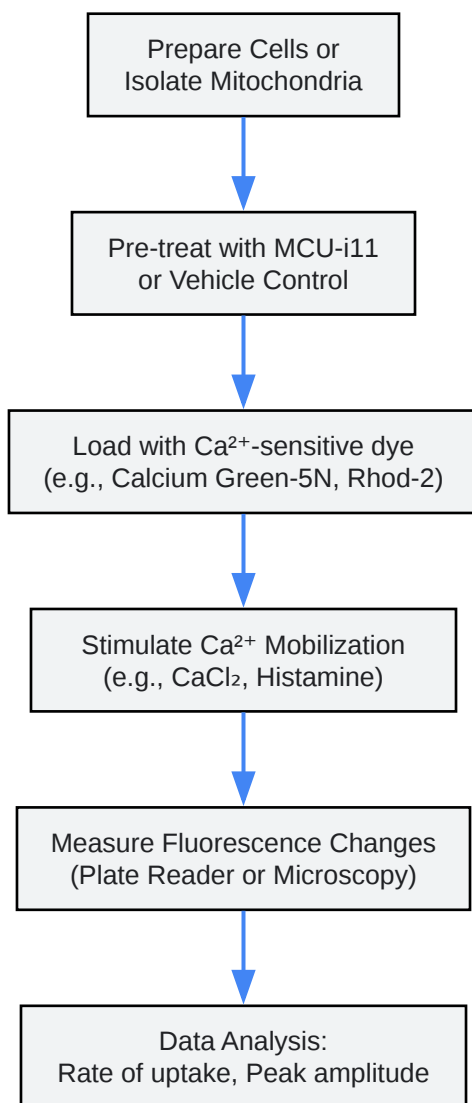 Prepare Cells or
Isolate Mitochondria
Pre-treat with MCU-i11
or Vehicle Control
Load with Ca²⁺-sensitive dye
(e.g., Calcium Green-5N, Rhod-2)
Stimulate Ca²⁺ Mobilization
(e.g., CaCl₂, Histamine)
Measure Fluorescence Changes
(Plate Reader or Microscopy)
Data Analysis:
Rate of uptake, Peak amplitude